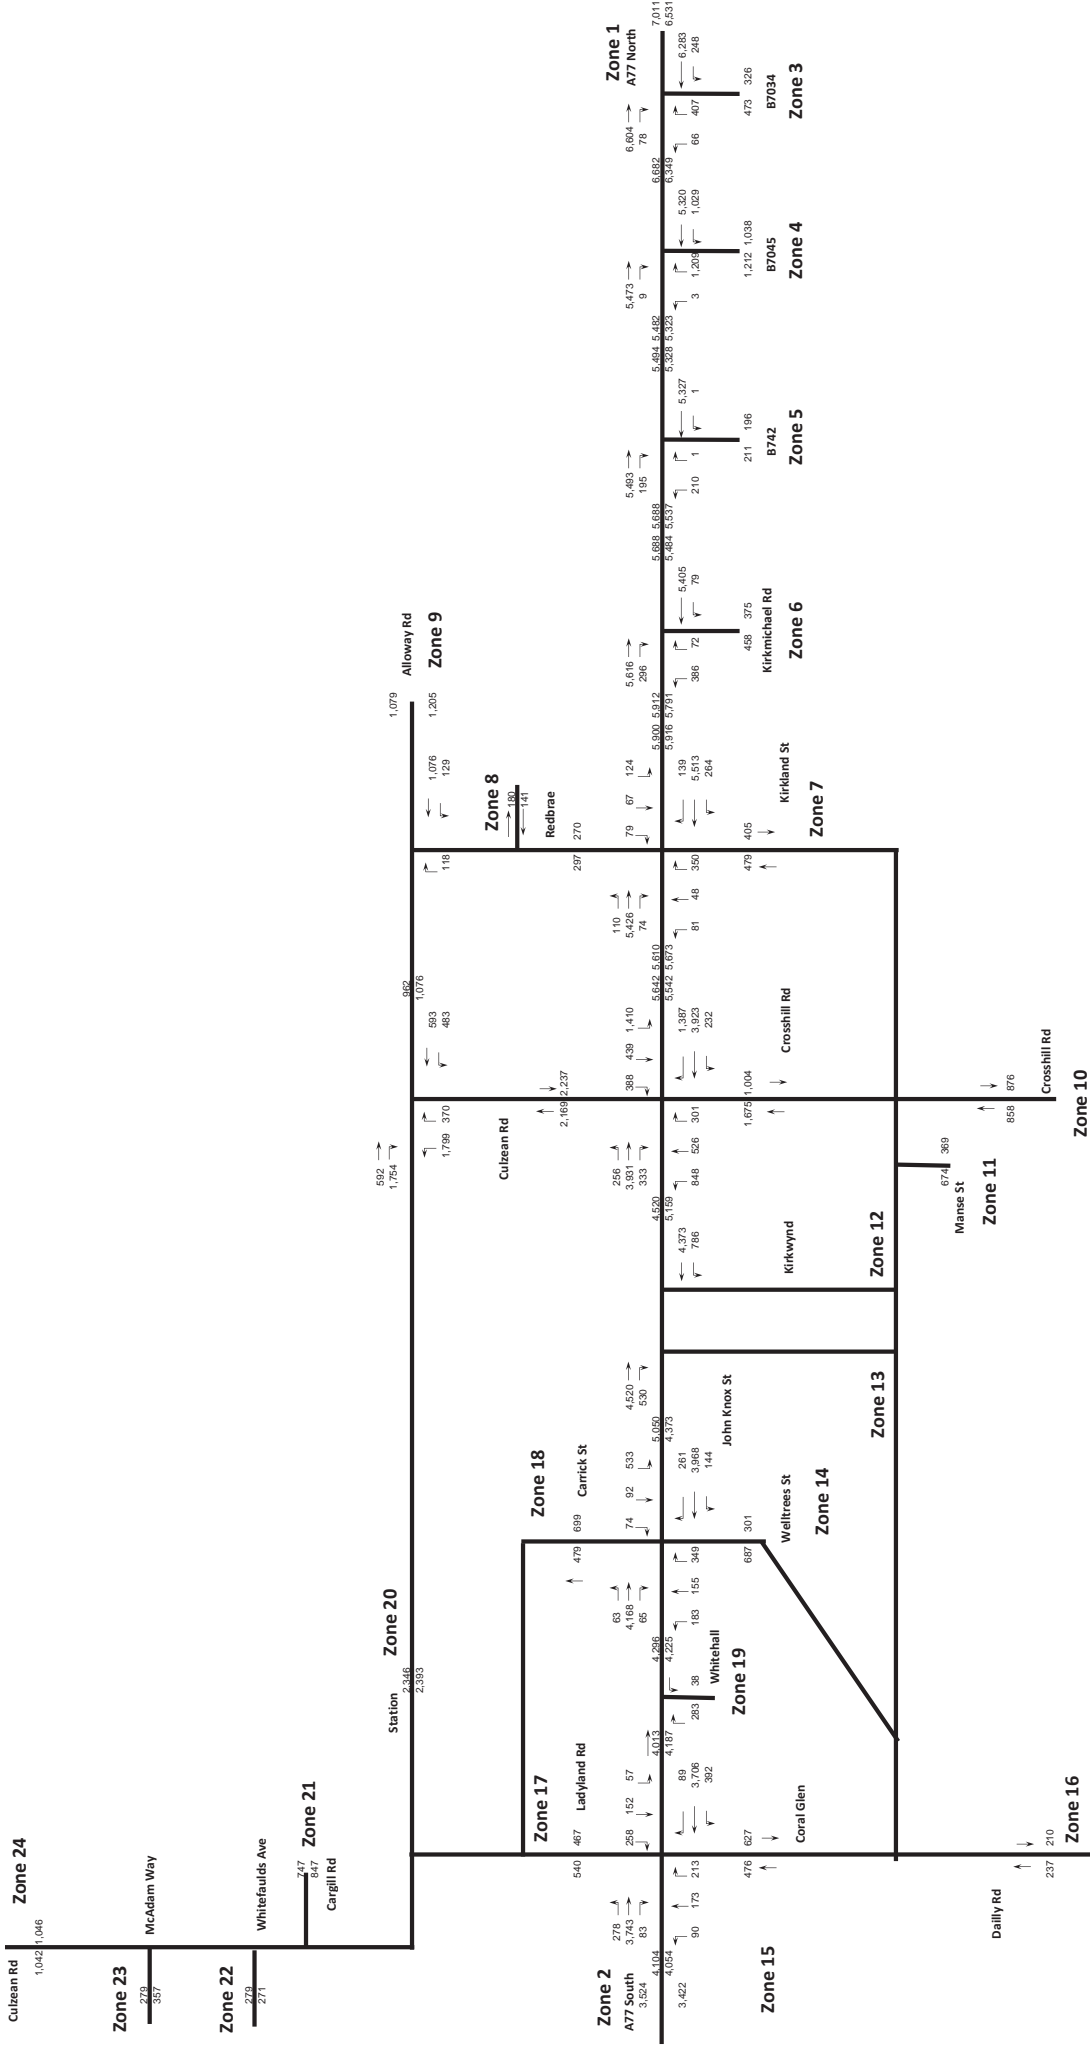 Culzean Rd
Zone 24
1,042 1,046
Zone 23
279
357
McAdam Way
Zone 22
279
271
Whitefaulds Ave
747
847
Zone 21
Cargill Rd
Station
Zone 20
2,346
2,393
592
1,754
1,799
370
593
483
962
1,076
118
1,076
129
1,079
1,205
Alloway Rd
Zone 9
Zone 8
180
141
Redbrae
Culzean Rd
2,169 2,237
297 270
Zone 17
Ladyland Rd
540 467
Zone 18
Carrick St
479 699
Zone 2
A77 South
3,524
3,422
4,104
4,054
278
3,743
83
90
173
213
258
152
57
89
3,706
392
4,013
4,187
283
38
Whitehall
Zone 19
4,296
4,225
63
4,168
65
183
155
349
74
92
533
261
3,968
144
5,050
4,373
4,520
530
John Knox St
4,373
786
4,520
5,159
256
3,931
333
848
526
301
388
439
1,410
1,387
3,923
232
5,642 5,610
5,542 5,673
110
5,426
74
81
48
350
79
67
124
139
5,513
264
5,900 5,912
5,916 5,791
5,616
296
386
72
5,405
79
5,688 5,688
5,484 5,537
5,493
195
210
1
5,327
1
5,494 5,482
5,328 5,323
5,473
9
3
1,209
5,320
1,029
6,682
6,349
6,604
78
66
407
6,283
248
Zone 1
A77 North
7,011
6,531
476 627
Coral Glen
Zone 15
687 301
Welltrees St
Zone 14
Kirkwynd
1,675 1,004
Crosshill Rd
479 405
Kirkland St
Zone 7
458 375
Kirkmichael Rd
Zone 6
211 196
B742
Zone 5
1,212 1,038
B7045
Zone 4
473 326
B7034
Zone 3
Zone 13
Zone 12
674 369
Manse St
Zone 11
Dailly Rd
237 210
Zone 16
858 876
Crosshill Rd
Zone 10